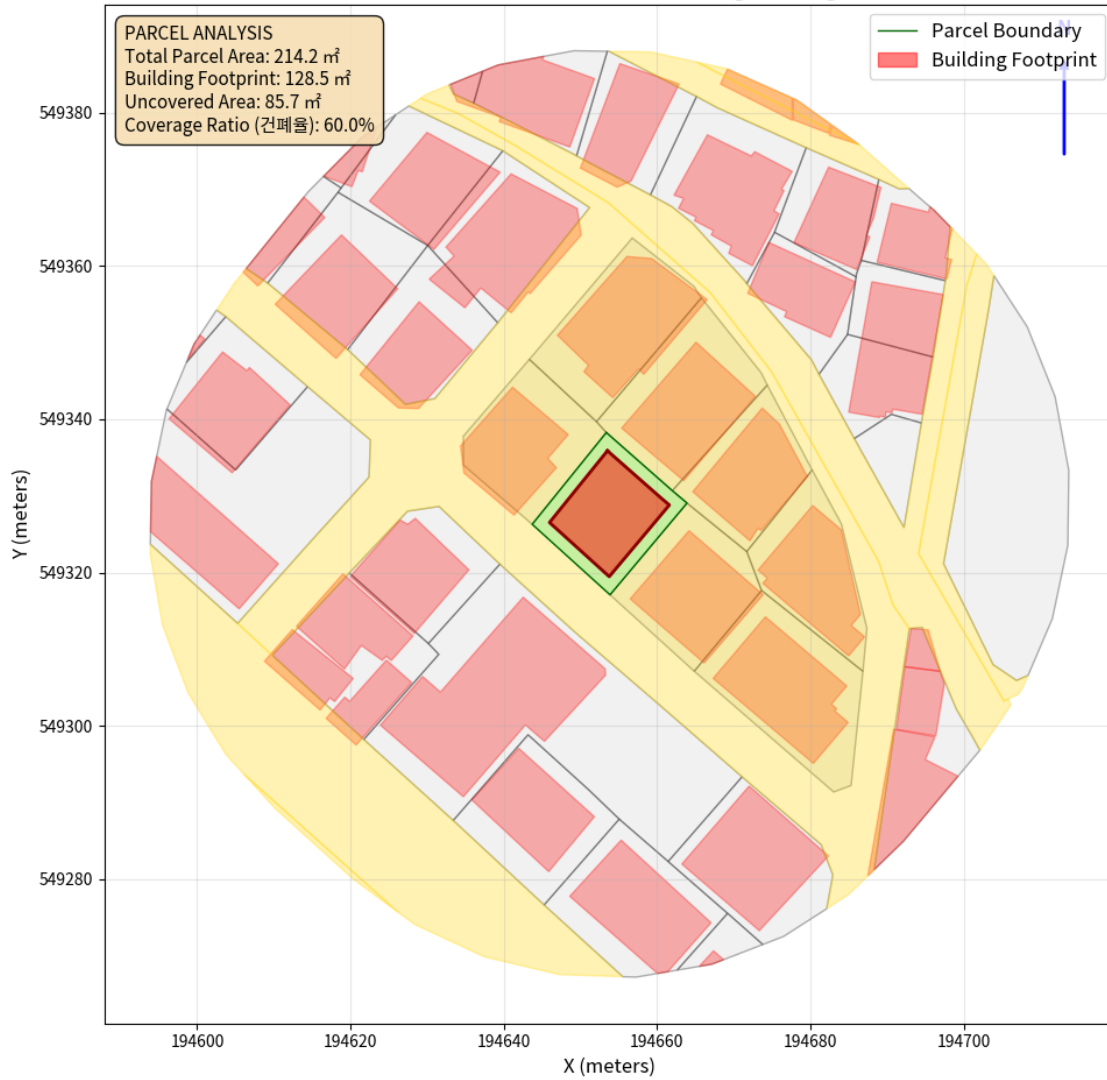 PARCEL ANALYSIS
Total Parcel Area: 214.2 ㎡
Building Footprint: 128.5 ㎡
Uncovered Area: 85.7 ㎡
Coverage Ratio (건폐율): 60.0%
Parcel Boundary
Building Footprint
N
549380
549360
549340
549320
549300
549280
Y (meters)
194600
194620
194640
194660
194680
194700
X (meters)